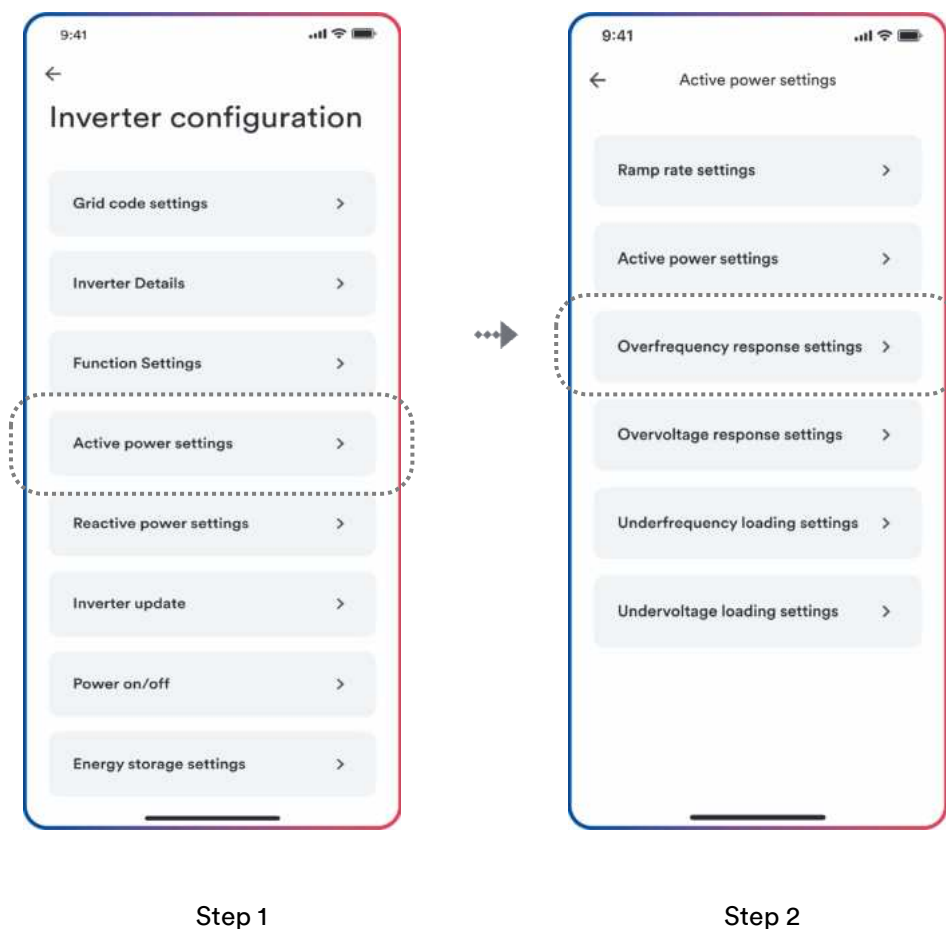 9:41
Inverter configuration
Grid code settings
Inverter Details
Function Settings
Active power settings
Reactive power settings
Inverter update
Power on/off
Energy storage settings
Step 1
9:41
Active power settings
Ramp rate settings
Active power settings
Overfrequency response settings
Overvoltage response settings
Underfrequency loading settings
Undervoltage loading settings
Step 2